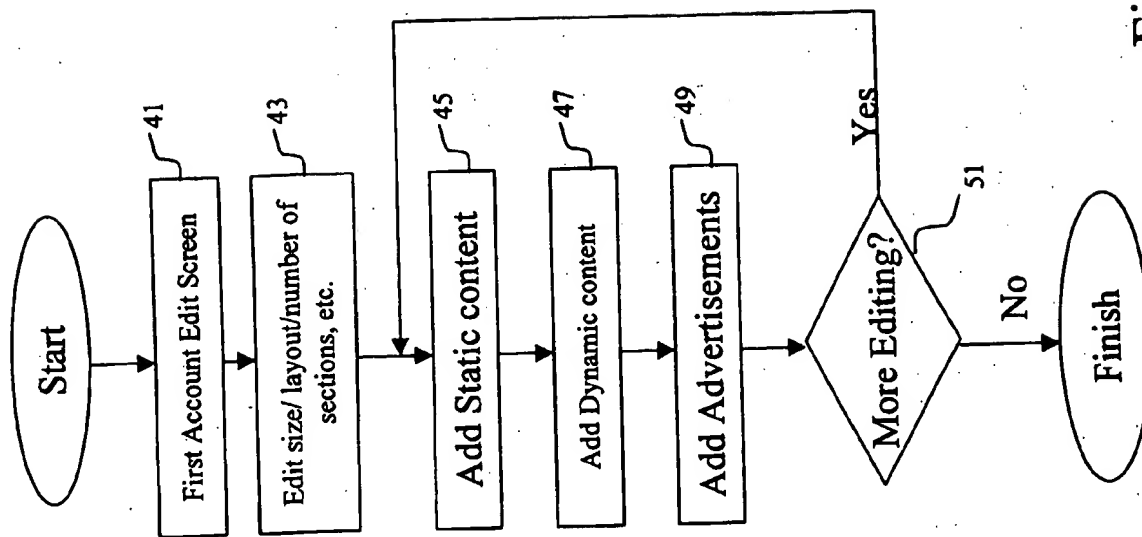 Start
First Account Edit Screen
41
Edit size/ layout/number of
sections, etc.
43
Add Static content
45
Add Dynamic content
47
Add Advertisements
49
More Editing?
51
Yes
No
Finish